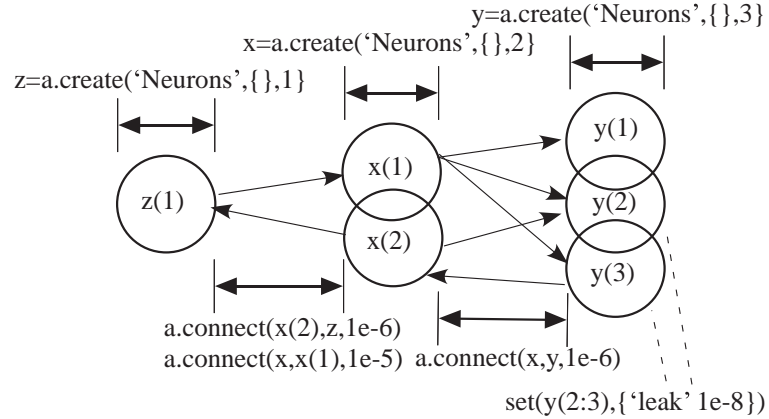 y=a.create(‘Neurons’,{},3}
x=a.create(‘Neurons’,{},2}
z=a.create(‘Neurons’,{},1}
y(1)
x(1)
z(1)
y(2)
x(2)
y(3)
a.connect(x(2),z,1e-6)
a.connect(x,x(1),1e-5)
a.connect(x,y,1e-6)
set(y(2:3),{‘leak’ 1e-8})